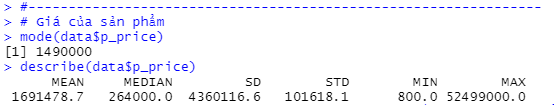 > #----------------------------------------------------------------
> # Giá của sản phẩm
> mode(data$p_price)
[1] 1490000
> describe(data$p_price)
MEAN MEDIAN SD STD MIN MAX
1691478.7 264000.0 4360116.6 101618.1 800.0 52499000.0